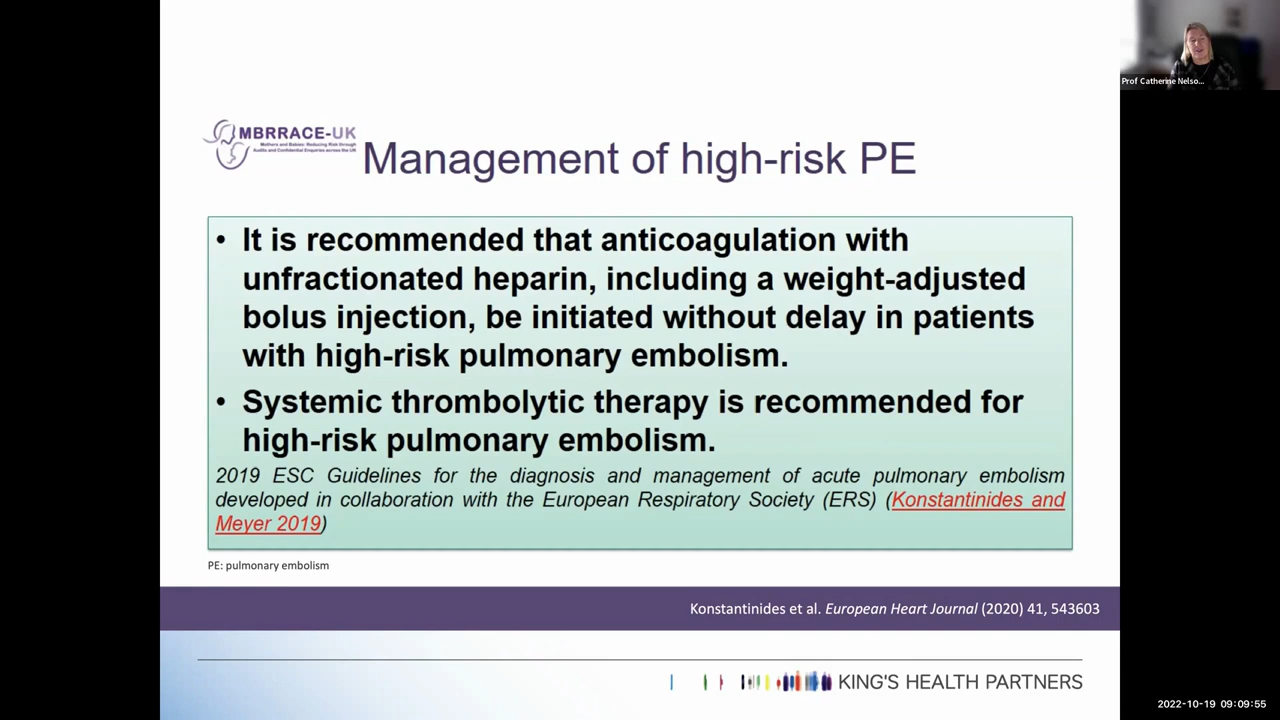 Prof Catherine Nelso...
MBRRACE-UK
Mothers and Babies: Reducing Risk through
Audits and Confidential Enquiries across the UK
Management of high-risk PE
• It is recommended that anticoagulation with
unfractionated heparin, including a weight-adjusted
bolus injection, be initiated without delay in patients
with high-risk pulmonary embolism.
• Systemic thrombolytic therapy is recommended for
high-risk pulmonary embolism.
2019 ESC Guidelines for the diagnosis and management of acute pulmonary embolism
developed in collaboration with the European Respiratory Society (ERS) (Konstantinides and
Meyer 2019)
PE: pulmonary embolism
Konstantinides et al. European Heart Journal (2020) 41, 543603
KING'S HEALTH PARTNERS
2022-10-19 09:09:55